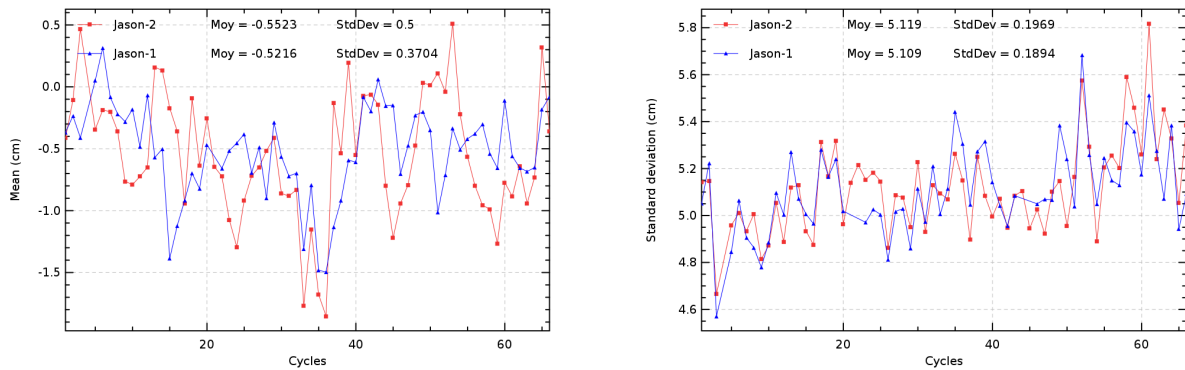 0.5
0.0
−0.5
−1.0
−1.5
Mean (cm)
Jason-2 Moy = -0.5523 StdDev = 0.5
Jason-1 Moy = -0.5216 StdDev = 0.3704
20 40 60
Cycles
5.8
5.6
5.4
5.2
5.0
4.8
4.6
Standard deviation (cm)
Jason-2 Moy = 5.119 StdDev = 0.1969
Jason-1 Moy = 5.109 StdDev = 0.1894
20 40 60
Cycles